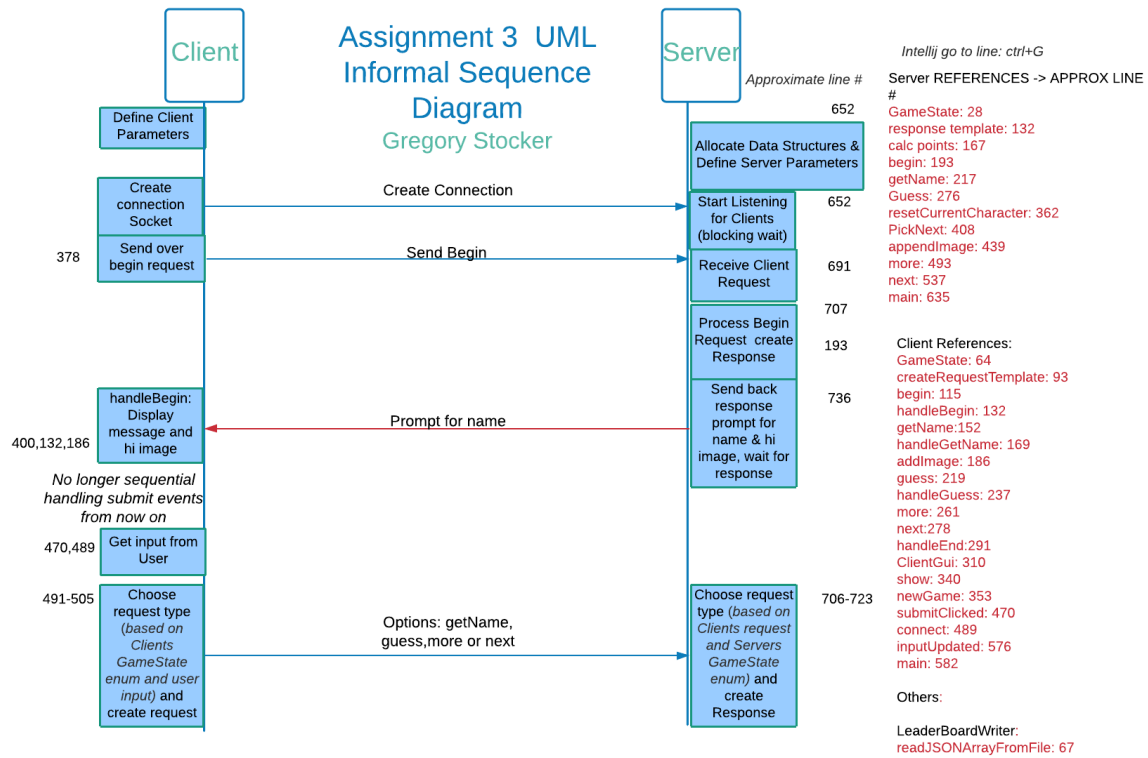 Client
Assignment 3 UML
Informal Sequence
Diagram
Gregory Stocker
Server
Intellij go to line: ctrl+G
Approximate line #
Server REFERENCES -> APPROX LINE
#
GameState: 28
response template: 132
calc points: 167
begin: 193
getName: 217
Guess: 276
resetCurrentCharacter: 362
PickNext: 408
appendImage: 439
more: 493
next: 537
main: 635
Define Client
Parameters
652
Allocate Data Structures &
Define Server Parameters
Create
connection
Socket
Create Connection
Start Listening
for Clients
(blocking wait)
652
378
Send over
begin request
Send Begin
Receive Client
Request
691
707
Process Begin
Request create
Response
193
handleBegin:
Display
message and
hi image
400,132,186
Prompt for name
Send back
response
prompt for
name & hi
image, wait for
response
736
No longer sequential
handling submit events
from now on
470,489
Get input from
User
491-505
Choose
request type
(based on
Clients
GameState
enum and user
input) and
create request
Options: getName,
guess,more or next
Choose request
type (based on
Clients request
and Servers
GameState
enum) and
create
Response
706-723
Client References:
GameState: 64
createRequestTemplate: 93
begin: 115
handleBegin: 132
getName:152
handleGetName: 169
addImage: 186
guess: 219
handleGuess: 237
more: 261
next:278
handleEnd:291
ClientGui: 310
show: 340
newGame: 353
submitClicked: 470
connect: 489
inputUpdated: 576
main: 582
Others:
LeaderBoardWriter:
readJSONArrayFromFile: 67